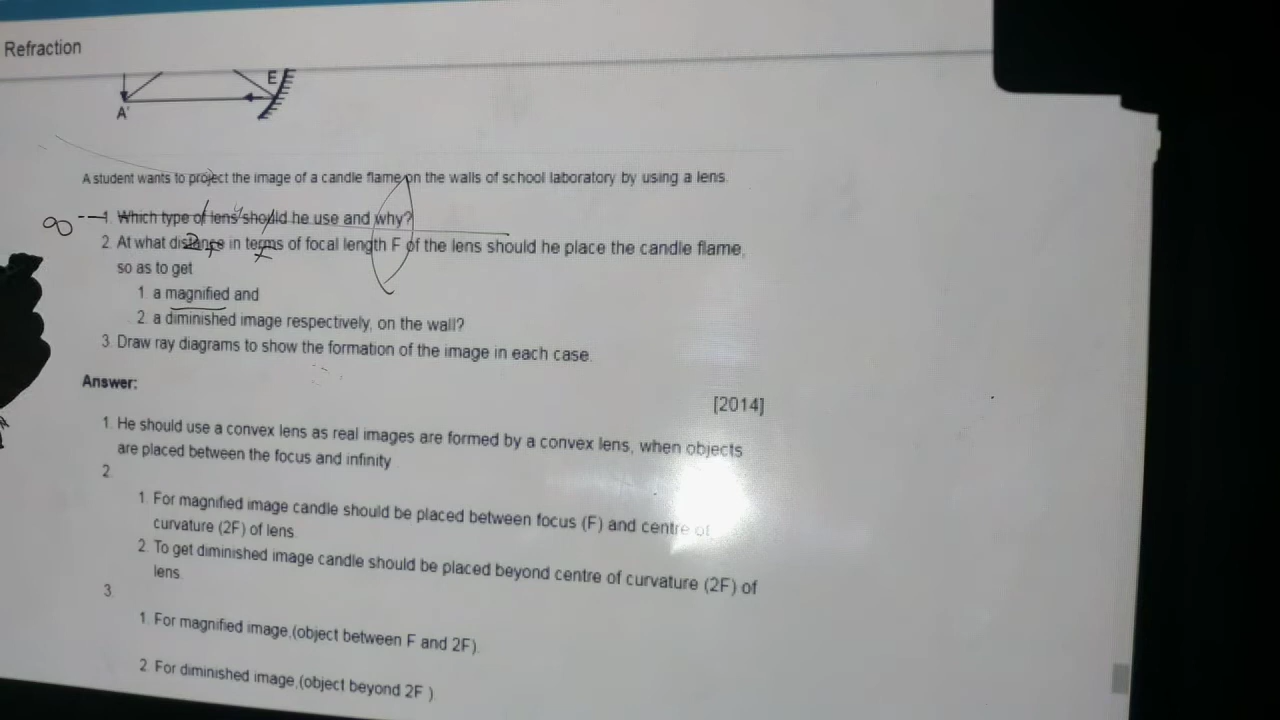 Refraction
E
A'
A student wants to project the image of a candle flame on the walls of school laboratory by using a lens.
∞ 1. Which type of lens should he use and why?
2. At what distance in terms of focal length F of the lens should he place the candle flame,
2F F
so as to get
1. a magnified and
2. a diminished image respectively, on the wall?
3. Draw ray diagrams to show the formation of the image in each case.
Answer:
[2014]
1. He should use a convex lens as real images are formed by a convex lens, when objects
are placed between the focus and infinity
2.
1. For magnified image candle should be placed between focus (F) and centre of
curvature (2F) of lens.
2. To get diminished image candle should be placed beyond centre of curvature (2F) of
lens.
3.
1. For magnified image,(object between F and 2F).
2. For diminished image,(object beyond 2F )